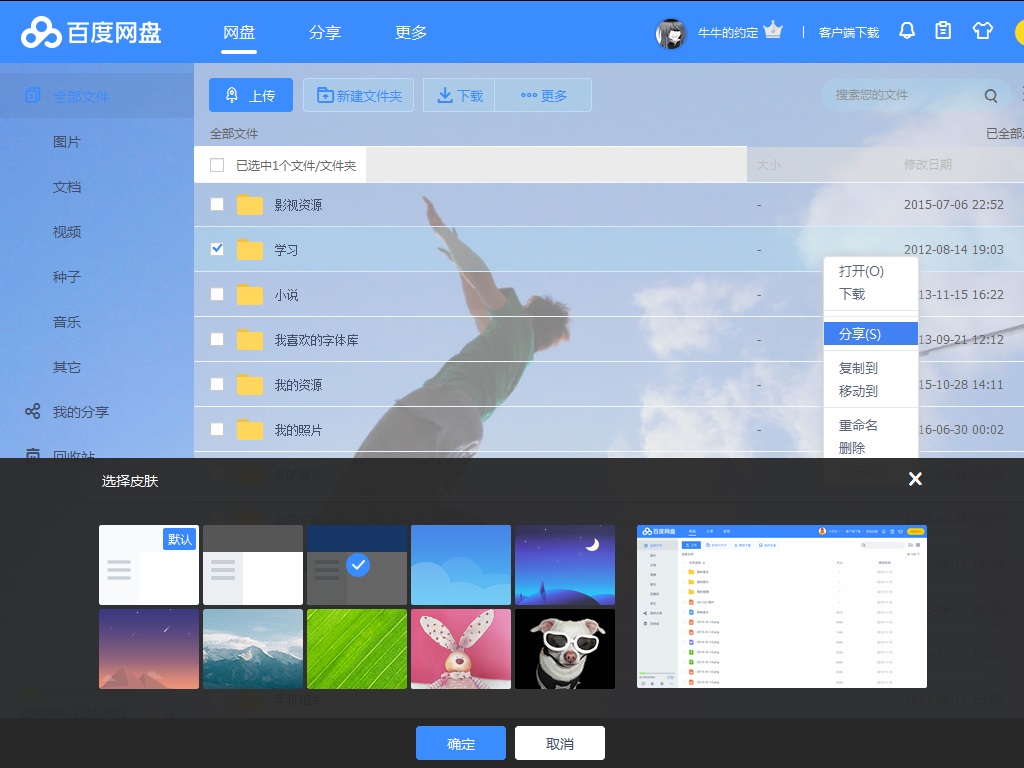 百度网盘 网盘 分享 更多 牛牛的约定 客户端下载
全部文件
上传 新建文件夹 下载 更多 搜索您的文件
全部文件 已全部
已选中1个文件/文件夹 大小 修改日期
图片
文档
视频
种子
音乐
其它
我的分享
回收站
影视资源 - 2015-07-06 22:52
学习 - 2012-08-14 19:03
小说 - 13-11-15 16:22
我喜欢的字体库 - 13-09-21 12:12
我的资源 - 15-10-28 14:11
我的照片 - 16-06-30 00:02
打开(O)
下载
分享(S)
复制到
移动到
重命名
删除
选择皮肤
默认
百度网盘
确定 取消